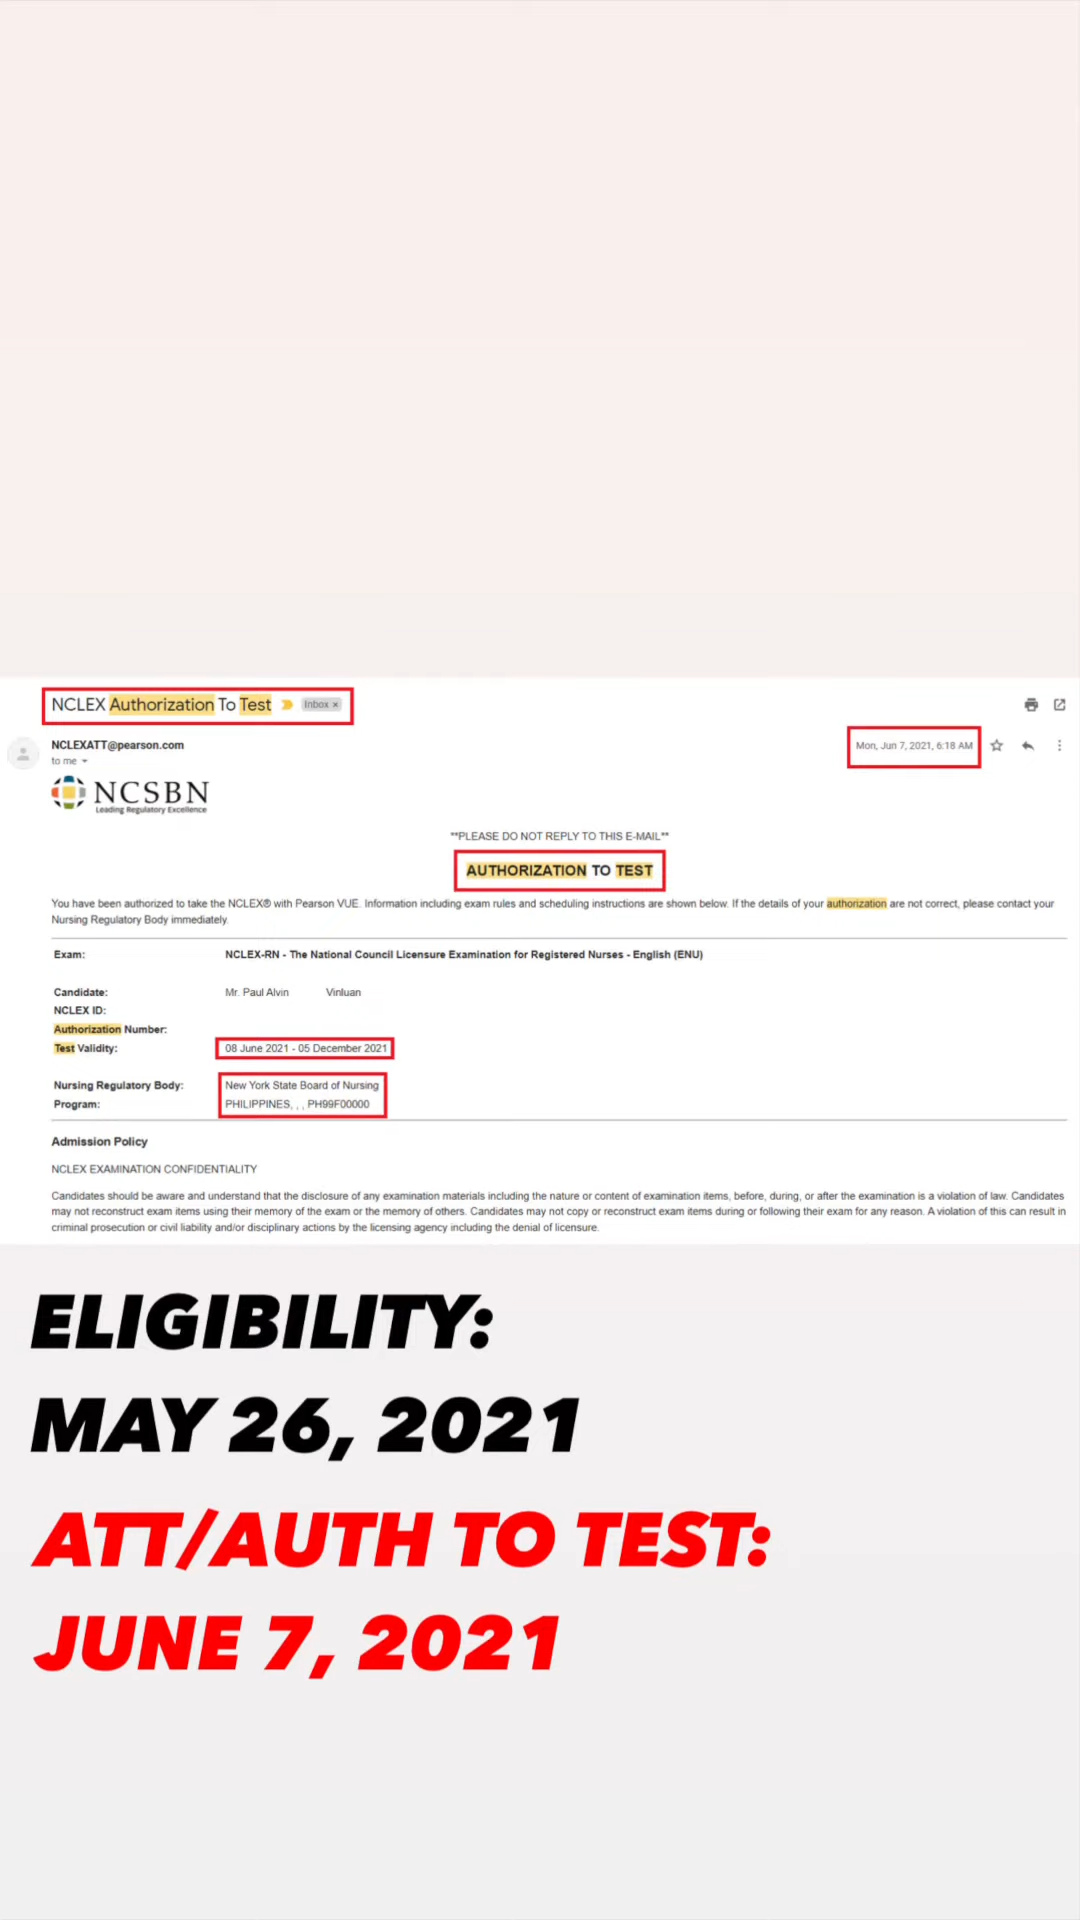 NCLEX Authorization To Test Inbox ×
NCLEXATT@pearson.com
Mon, Jun 7, 2021, 6:18 AM
to me
NCSBN
Leading Regulatory Excellence
**PLEASE DO NOT REPLY TO THIS E-MAIL**
AUTHORIZATION TO TEST
You have been authorized to take the NCLEX® with Pearson VUE. Information including exam rules and scheduling instructions are shown below. If the details of your authorization are not correct, please contact your
Nursing Regulatory Body immediately.
Exam: NCLEX-RN - The National Council Licensure Examination for Registered Nurses - English (ENU)
Candidate: Mr. Paul Alvin Vinluan
NCLEX ID:
Authorization Number:
Test Validity: 08 June 2021 - 05 December 2021
Nursing Regulatory Body: New York State Board of Nursing
Program: PHILIPPINES, , , PH99F00000
Admission Policy
NCLEX EXAMINATION CONFIDENTIALITY
Candidates should be aware and understand that the disclosure of any examination materials including the nature or content of examination items, before, during, or after the examination is a violation of law. Candidates
may not reconstruct exam items using their memory of the exam or the memory of others. Candidates may not copy or reconstruct exam items during or following their exam for any reason. A violation of this can result in
criminal prosecution or civil liability and/or disciplinary actions by the licensing agency including the denial of licensure.
ELIGIBILITY:
MAY 26, 2021
ATT/AUTH TO TEST:
JUNE 7, 2021